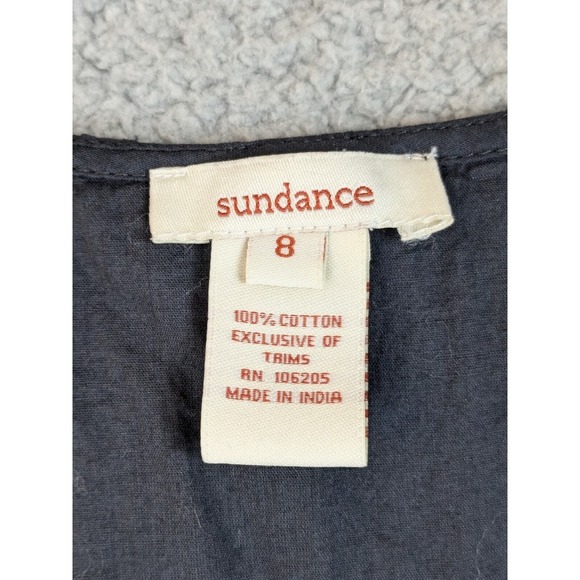 sundance
8
100% COTTON
EXCLUSIVE OF
TRIMS
RN 106205
MADE IN INDIA